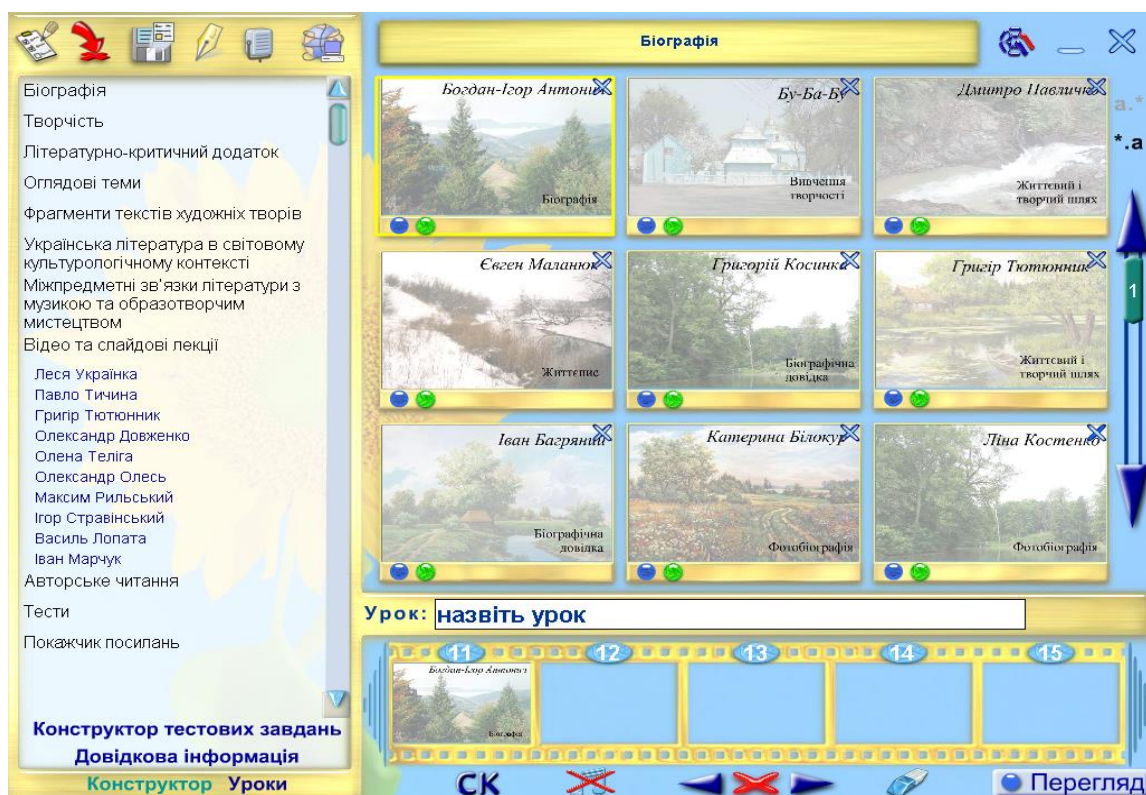 Біографія
Творчість
Літературно-критичний додаток
Оглядові теми
Фрагменти текстів художніх творів
Українська література в світовому
культурологічному контексті
Міжпредметні зв'язки літератури з
музикою та образотворчим
мистецтвом
Відео та слайдові лекції
Леся Українка
Павло Тичина
Григір Тютюнник
Олександр Довженко
Олена Теліга
Олександр Олесь
Максим Рильський
Ігор Стравінський
Василь Лопата
Іван Марчук
Авторське читання
Тести
Покажчик посилань
Конструктор тестових завдань
Довідкова інформація
Конструктор Уроки
Біографія
Богдан-Ігор Антонич
Біографія
Бу-Ба-Бу
Вивчення
творчості
Дмитро Павличко
Життєвий і
творчий шлях
а.*
*.а
Євген Маланюк
Життєпис
Григорій Косинка
Біографічна
довідка
Григір Тютюнник
Життєвий і
творчий шлях
1
Іван Багряний
Біографічна
довідка
Катерина Білокур
Фотобіографія
Ліна Костенко
Фотобіографія
Урок: назвіть урок
11 12 13 14 15
Богдан-Ігор Антонич
Біографія
СК
Перегляд